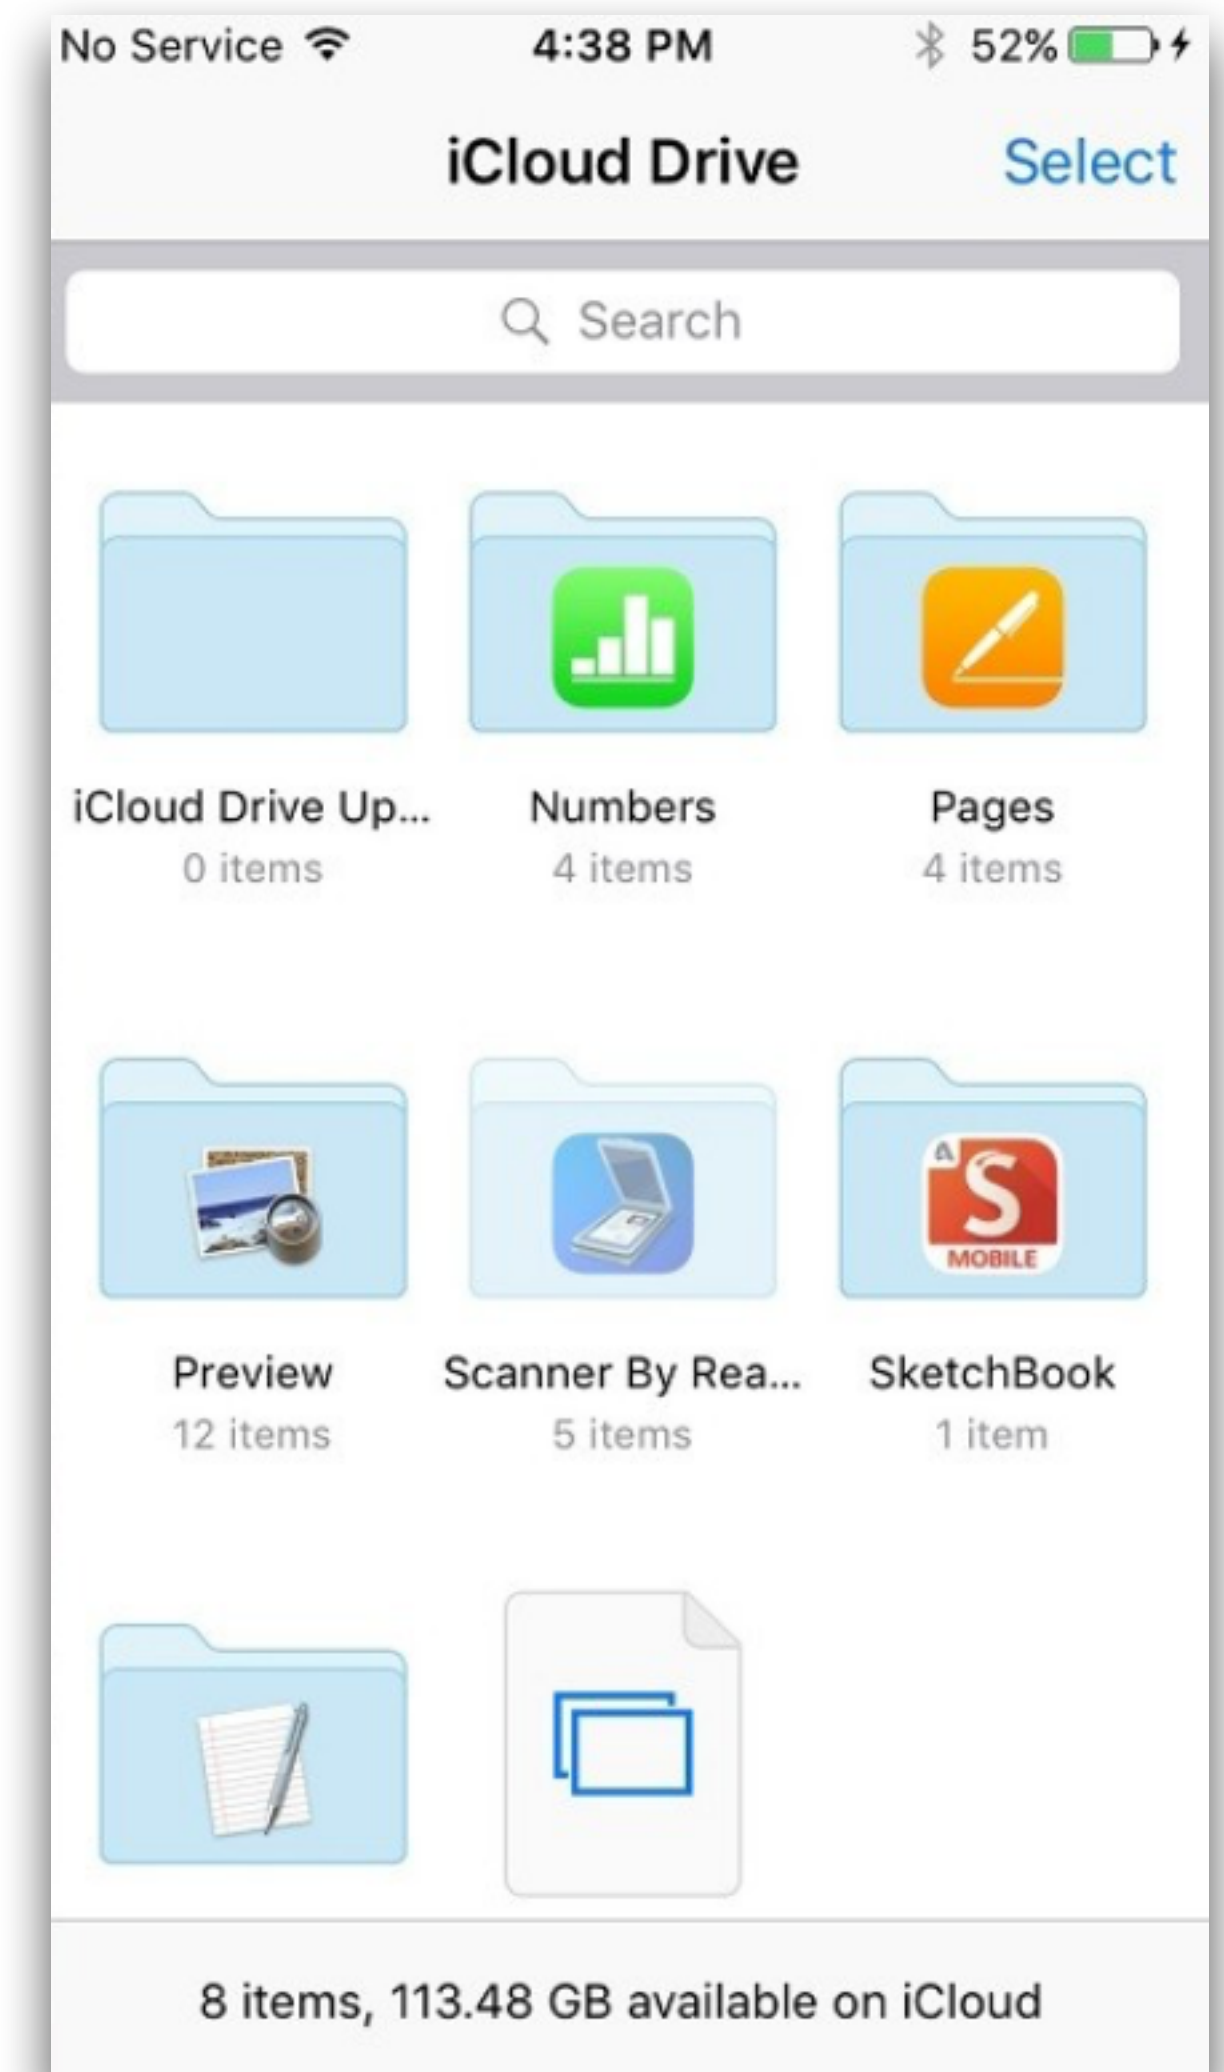 No Service 4:38 PM 52%
iCloud Drive Select
Search
iCloud Drive Up... Numbers Pages
0 items 4 items 4 items
A S
MOBILE
Preview Scanner By Rea... SketchBook
12 items 5 items 1 item
8 items, 113.48 GB available on iCloud